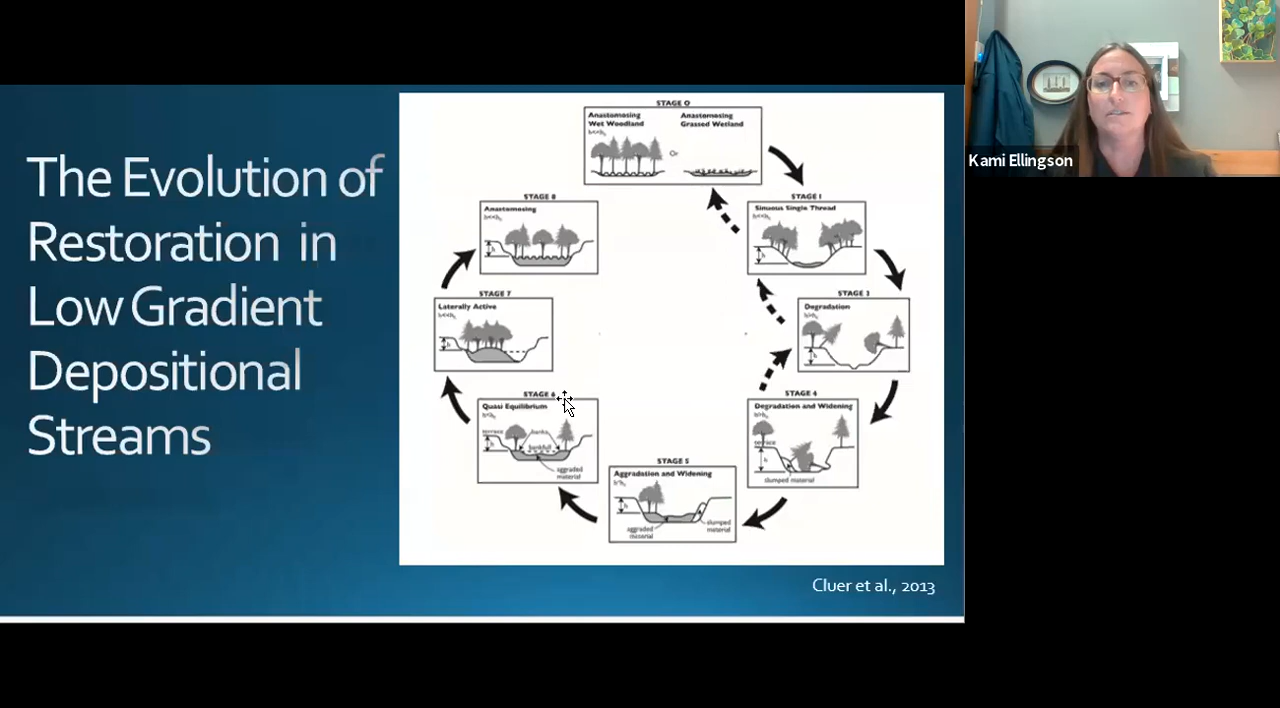 The Evolution of
Restoration in
Low Gradient
Depositional
Streams
STAGE 0
Anastomosing
Wet Woodland
Anastomosing
Grassed Wetland
Or
STAGE 8
Anastomosing
h
STAGE 1
Sinuous Single Thread
h
STAGE 7
Laterally Active
h
STAGE 3
Degradation
h
STAGE 6
Quasi Equilibrium
terrace
banks
h
bankfull
aggraded
material
STAGE 4
Degradation and Widening
terrace
h
slumped material
STAGE 5
Aggradation and Widening
h
aggraded
material
slumped
material
Cluer et al., 2013
Kami Ellingson